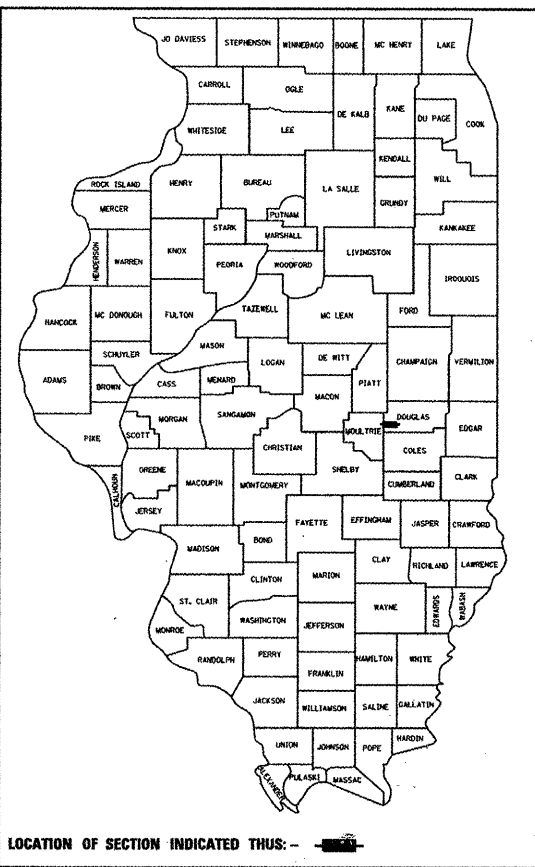 JO DAVIESS STEPHENSON WINNEBAGO BOONE MC HENRY LAKE
CARROLL OGLE
DE KALB KANE DU PAGE COOK
WHITESIDE LEE
KENDALL WILL
ROCK ISLAND HENRY BUREAU LA SALLE
MERCER PUTNAM GRUNDY
STARK MARSHALL KANKAKEE
HENDERSON WARREN KNOX PEORIA WOODFORD LIVINGSTON IROQUOIS
HANCOCK MC DONOUGH FULTON TAZEWELL MC LEAN FORD
SCHUYLER MASON
ADAMS BROWN CASS MENARD LOGAN DE WITT PIATT CHAMPAIGN VERMILION
MORGAN SANGAMON MACON
PIKE SCOTT CHRISTIAN MOULTRIE DOUGLAS EDGAR
COLES
GREENE MACOUPIN MONTGOMERY SHELBY CUMBERLAND CLARK
CALHOUN JERSEY FAYETTE EFFINGHAM JASPER CRAWFORD
MADISON BOND
CLINTON MARION CLAY RICHLAND LAWRENCE
ST. CLAIR WAYNE EDWARDS WABASH
MONROE WASHINGTON JEFFERSON
RANDOLPH PERRY HAMILTON WHITE
FRANKLIN
JACKSON WILLIAMSON SALINE GALLATIN
UNION JOHNSON POPE HARDIN
ALEXANDER PULASKI MASSAC
LOCATION OF SECTION INDICATED THUS: -